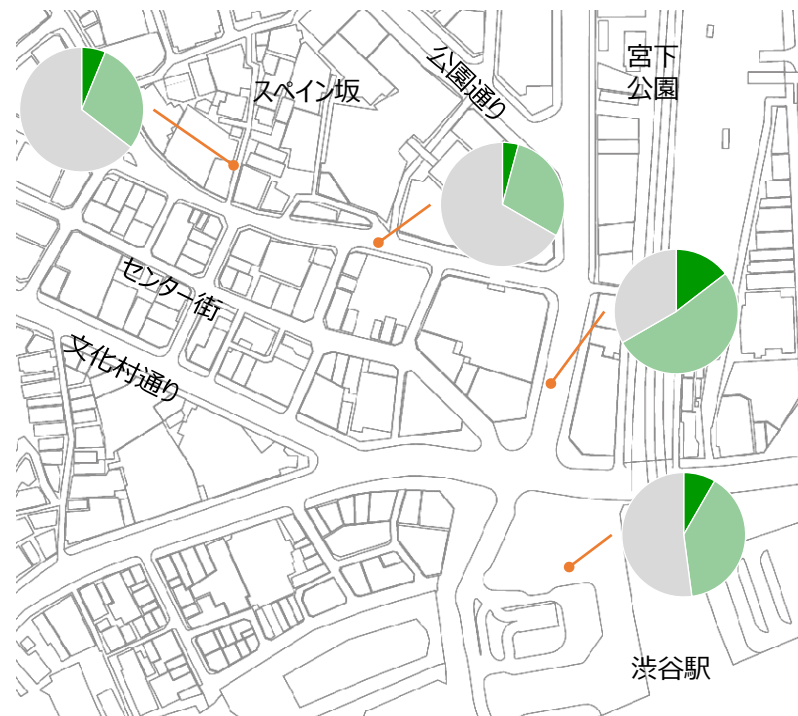 スペイン坂
公園通り
宮下
公園
センター街
文化村通り
渋谷駅